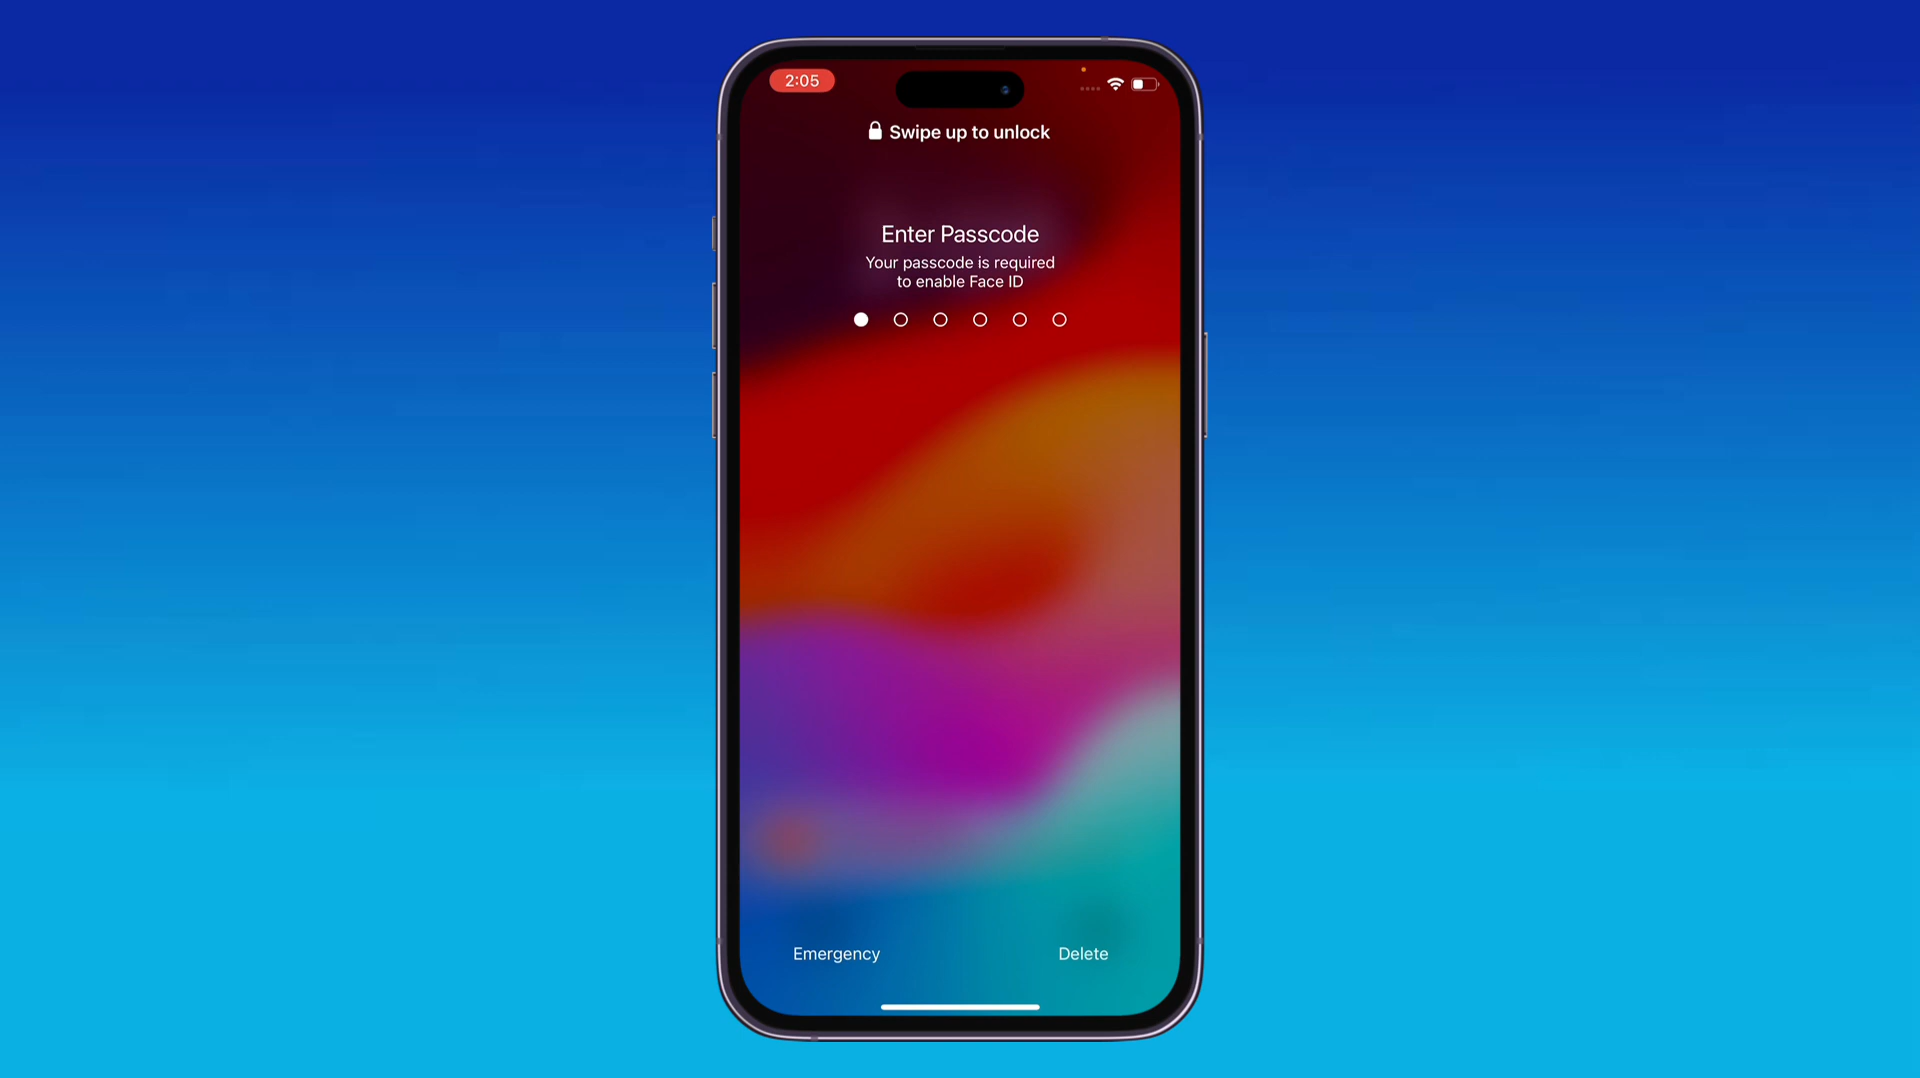 2:05
Swipe up to unlock
Enter Passcode
Your passcode is required
to enable Face ID
Emergency
Delete